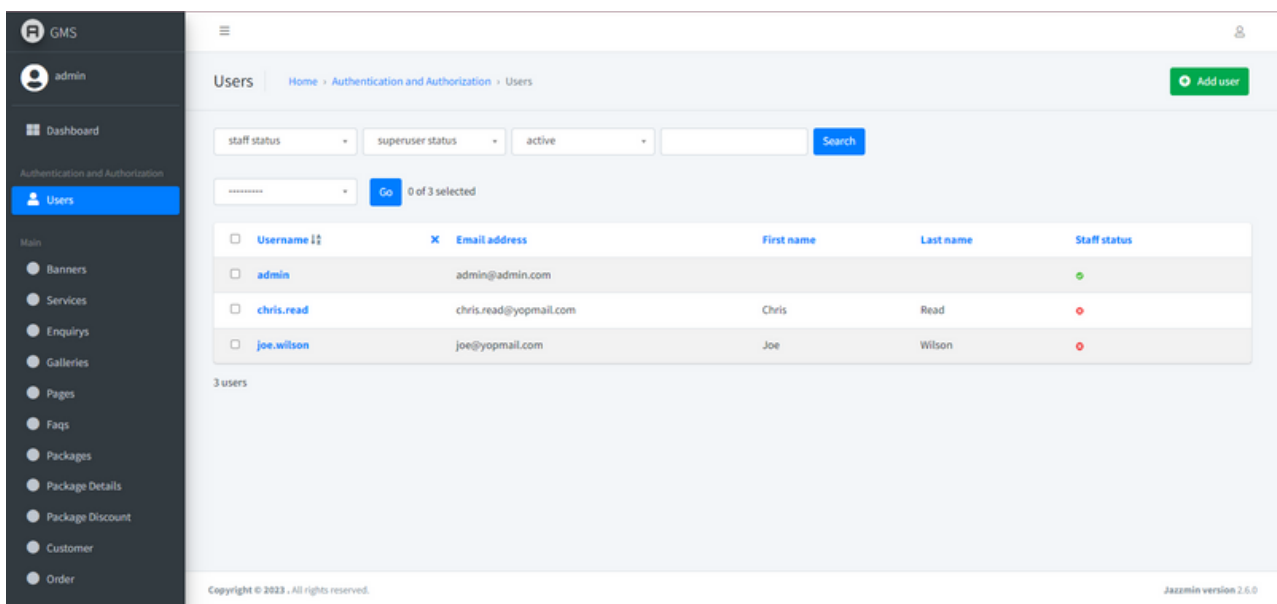 GMS
admin
Dashboard
Authentication and Authorization
Users
Main
Banners
Services
Enquirys
Galleries
Pages
Faqs
Packages
Package Details
Package Discount
Customer
Order
Users Home › Authentication and Authorization › Users Add user
staff status superuser status active Search
--------- Go 0 of 3 selected
Username Email address First name Last name Staff status
admin admin@admin.com
chris.read chris.read@yopmail.com Chris Read
joe.wilson joe@yopmail.com Joe Wilson
3 users
Copyright © 2023 . All rights reserved. Jazzmin version 2.6.0